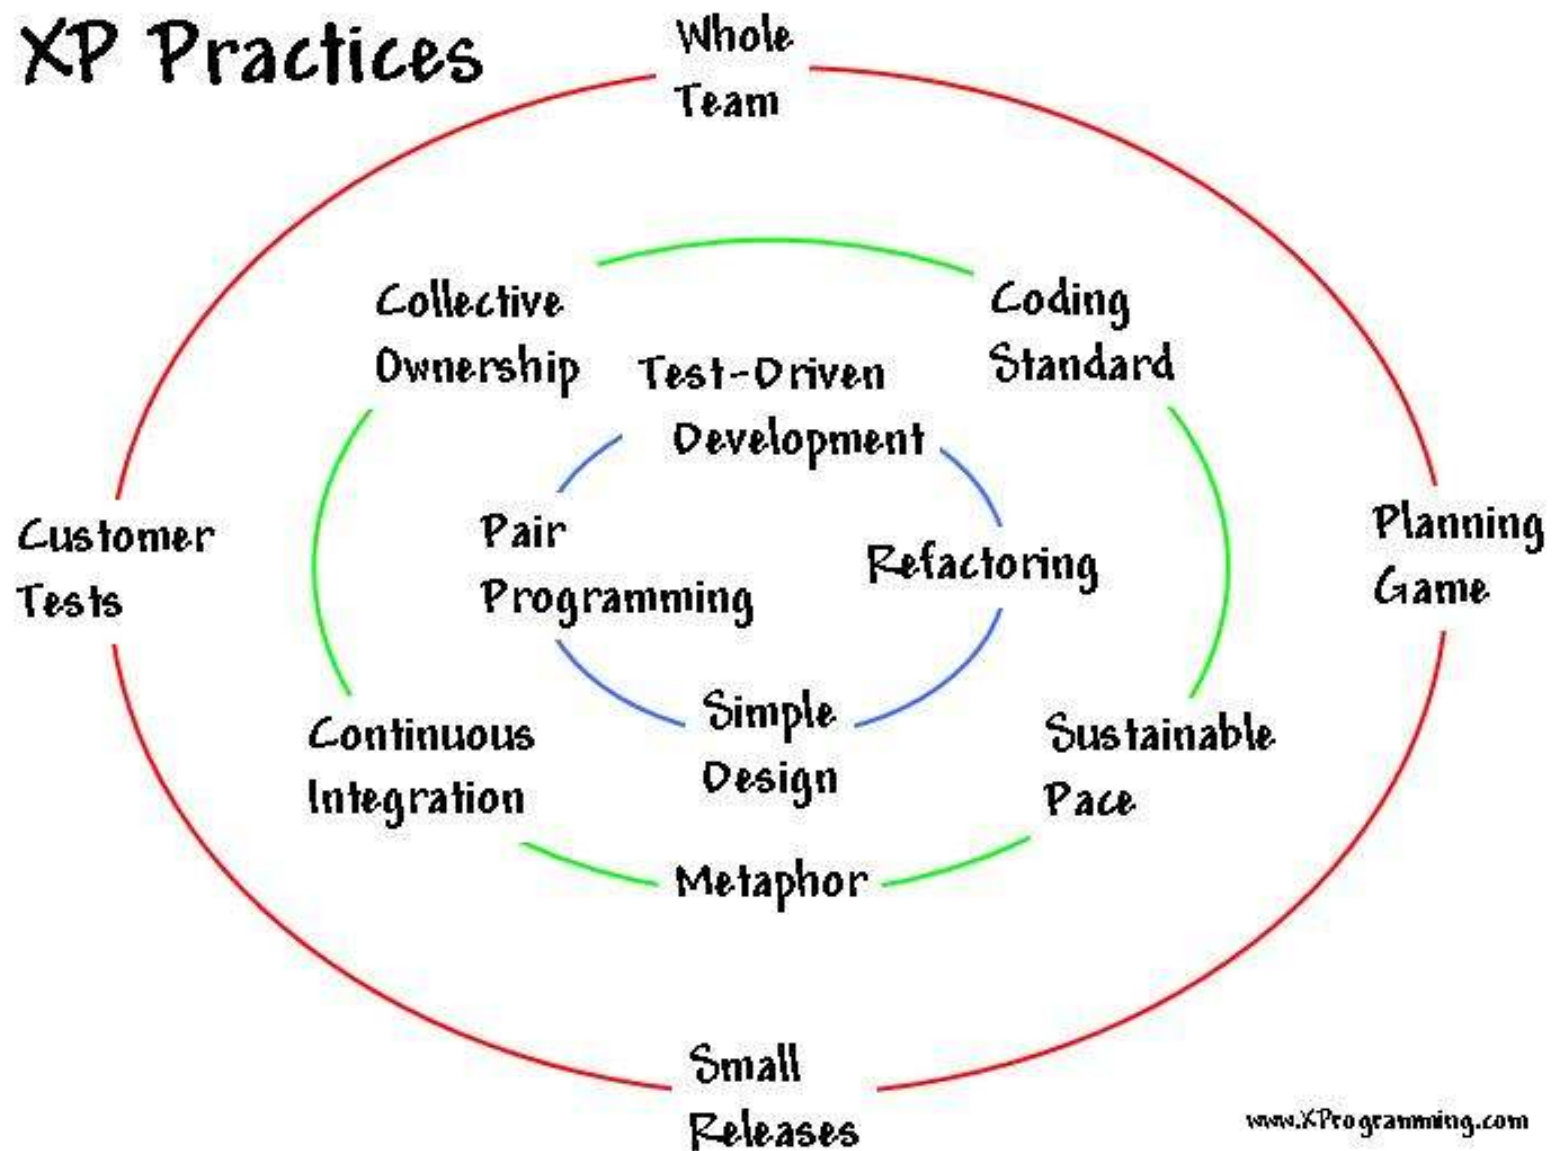 XP Practices
Whole
Team
Collective
Ownership
Coding
Standard
Test-Driven
Development
Customer
Tests
Pair
Programming
Refactoring
Planning
Game
Continuous
Integration
Simple
Design
Sustainable
Pace
Metaphor
Small
Releases
www.XProgramming.com